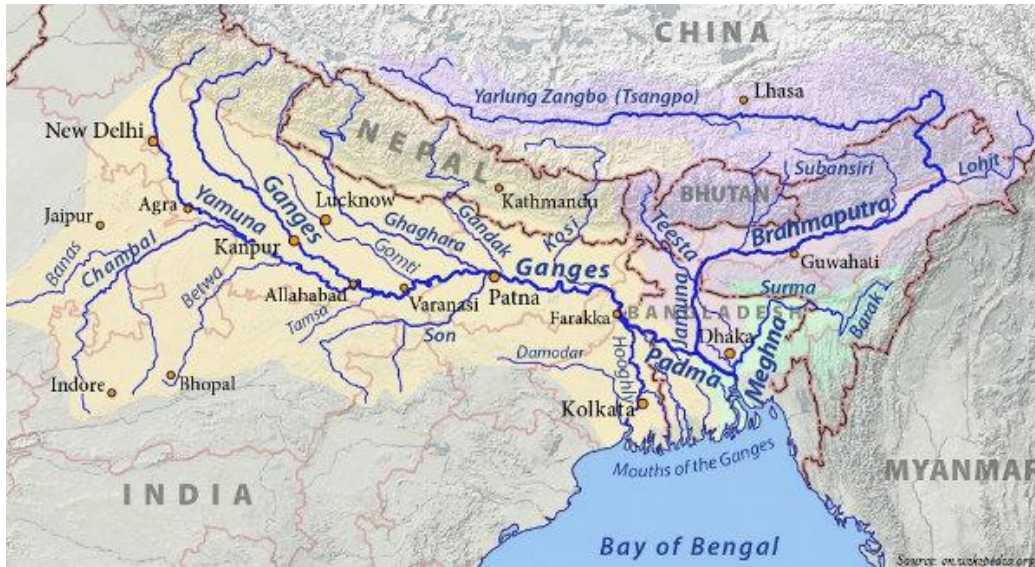 CHINA
Yarlung Zangbo (Tsangpo)
Lhasa
New Delhi
NEPAL
BHUTAN
Subansiri
Lohit
Agra
Yamuna
Ganges
Lucknow
Kathmandu
Jaipur
Chambal
Banas
Kanpur
Ghaghara
Gandak
Kosi
Teesta
Brahmaputra
Guwahati
Gomti
Betwa
Allahabad
Varanasi
Patna
Ganges
Surma
Barak
Tamsa
Son
Farakka
BANGLADESH
Jamuna
Dhaka
Meghna
Padma
Damodar
Hooghly
Indore
Bhopal
Kolkata
Mouths of the Ganges
INDIA
MYANMAR
Bay of Bengal
Source: en.wikipedia.org